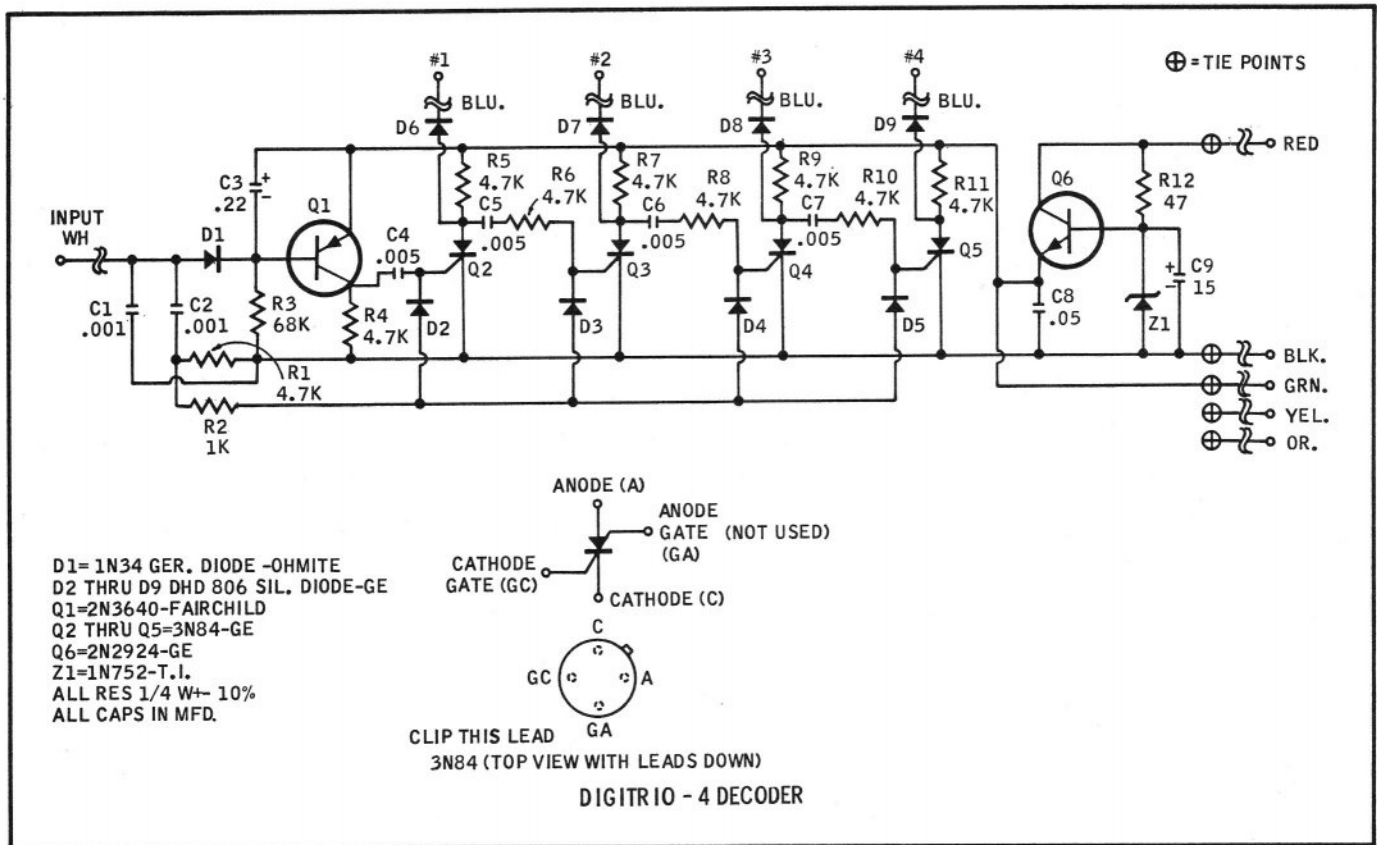 #1
#2
#3
#4
⊕ = TIE POINTS
BLU.
BLU.
BLU.
BLU.
D6
D7
D8
D9
RED
C3
.22
+
-
Q1
R5
4.7K
R6
4.7K
R7
4.7K
R8
4.7K
R9
4.7K
R10
4.7K
R11
4.7K
Q6
R12
47
INPUT
WH
D1
C4
.005
C5
.005
C6
.005
C7
.005
Q2
Q3
Q4
Q5
C1
.001
C2
.001
R3
68K
R4
4.7K
D2
D3
D4
D5
C8
.05
Z1
+
-
C9
15
R1
4.7K
R2
1K
BLK.
GRN.
YEL.
OR.
ANODE (A)
ANODE
GATE (NOT USED)
(GA)
CATHODE
GATE (GC)
CATHODE (C)
C
GC
A
GA
D1= 1N34 GER. DIODE -OHMITE
D2 THRU D9 DHD 806 SIL. DIODE-GE
Q1=2N3640-FAIRCHILD
Q2 THRU Q5=3N84-GE
Q6=2N2924-GE
Z1=1N752-T.I.
ALL RES 1/4 W+- 10%
ALL CAPS IN MFD.
CLIP THIS LEAD
3N84 (TOP VIEW WITH LEADS DOWN)
DIGITRIO - 4 DECODER